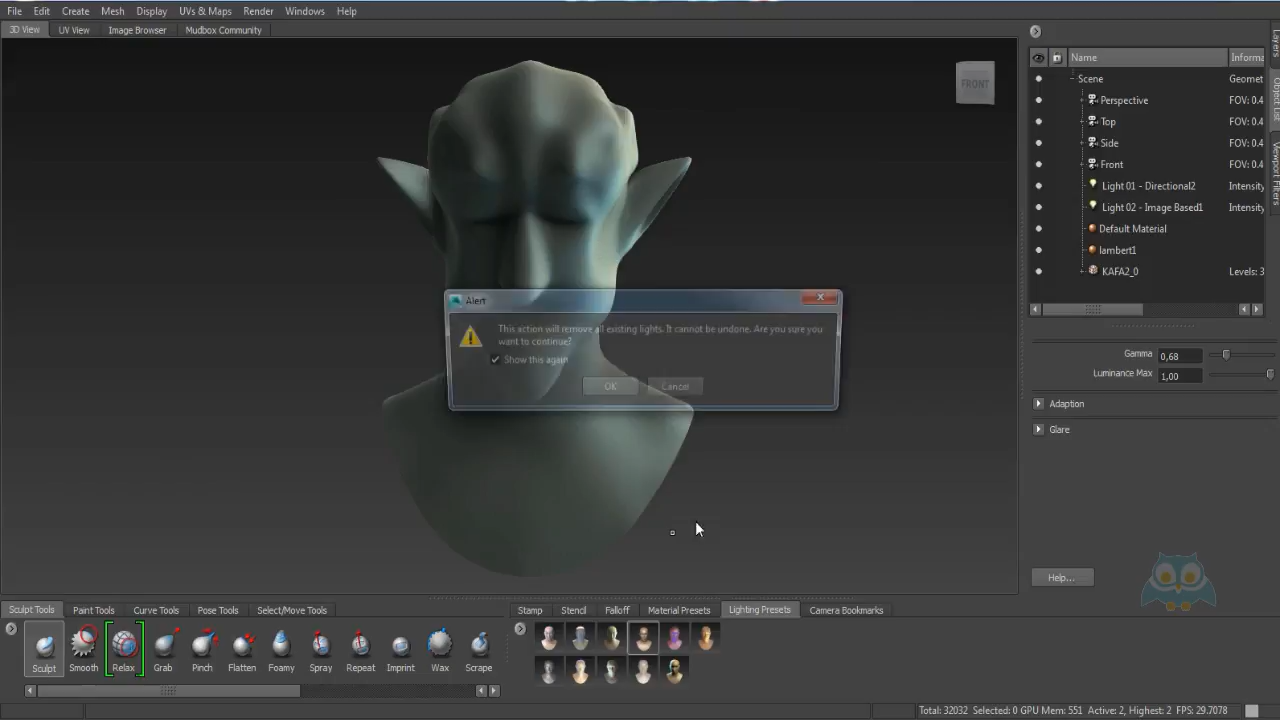 File Edit Create Mesh Display UVs & Maps Render Windows Help
3D View UV View Image Browser Mudbox Community
FRONT
Name Informa
Scene Geomet
Perspective FOV: 0.4
Top FOV: 0.4
Side FOV: 0.4
Front FOV: 0.4
Light 01 - Directional2 Intensity
Light 02 - Image Based1 Intensity
Default Material
lambert1
KAFA2_0 Levels: 3
Layers
Object List
Viewport Filters
Alert
This action will remove all existing lights. It cannot be undone. Are you sure you
want to continue?
Show this again
OK Cancel
Gamma 0,68
Luminance Max 1,00
Adaption
Glare
Help...
Sculpt Tools Paint Tools Curve Tools Pose Tools Select/Move Tools
Stamp Stencil Falloff Material Presets Lighting Presets Camera Bookmarks
Sculpt Smooth Relax Grab Pinch Flatten Foamy Spray Repeat Imprint Wax Scrape
Total: 32032 Selected: 0 GPU Mem: 551 Active: 2, Highest: 2 FPS: 29.7078